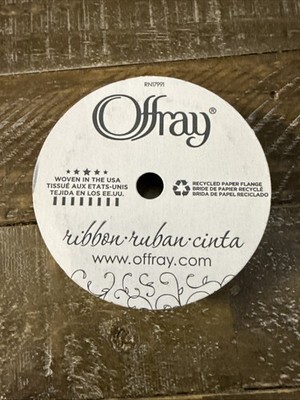 RN17991
Offray®
WOVEN IN THE USA
TISSUÉ AUX ETATS-UNIS
TEJIDA EN LOS EE.UU.
RECYCLED PAPER FLANGE
BRIDE DE PAPIER RECYCLÉ
BRIDA DE PAPEL RECICLADO
ribbon·ruban·cinta
www.offray.com